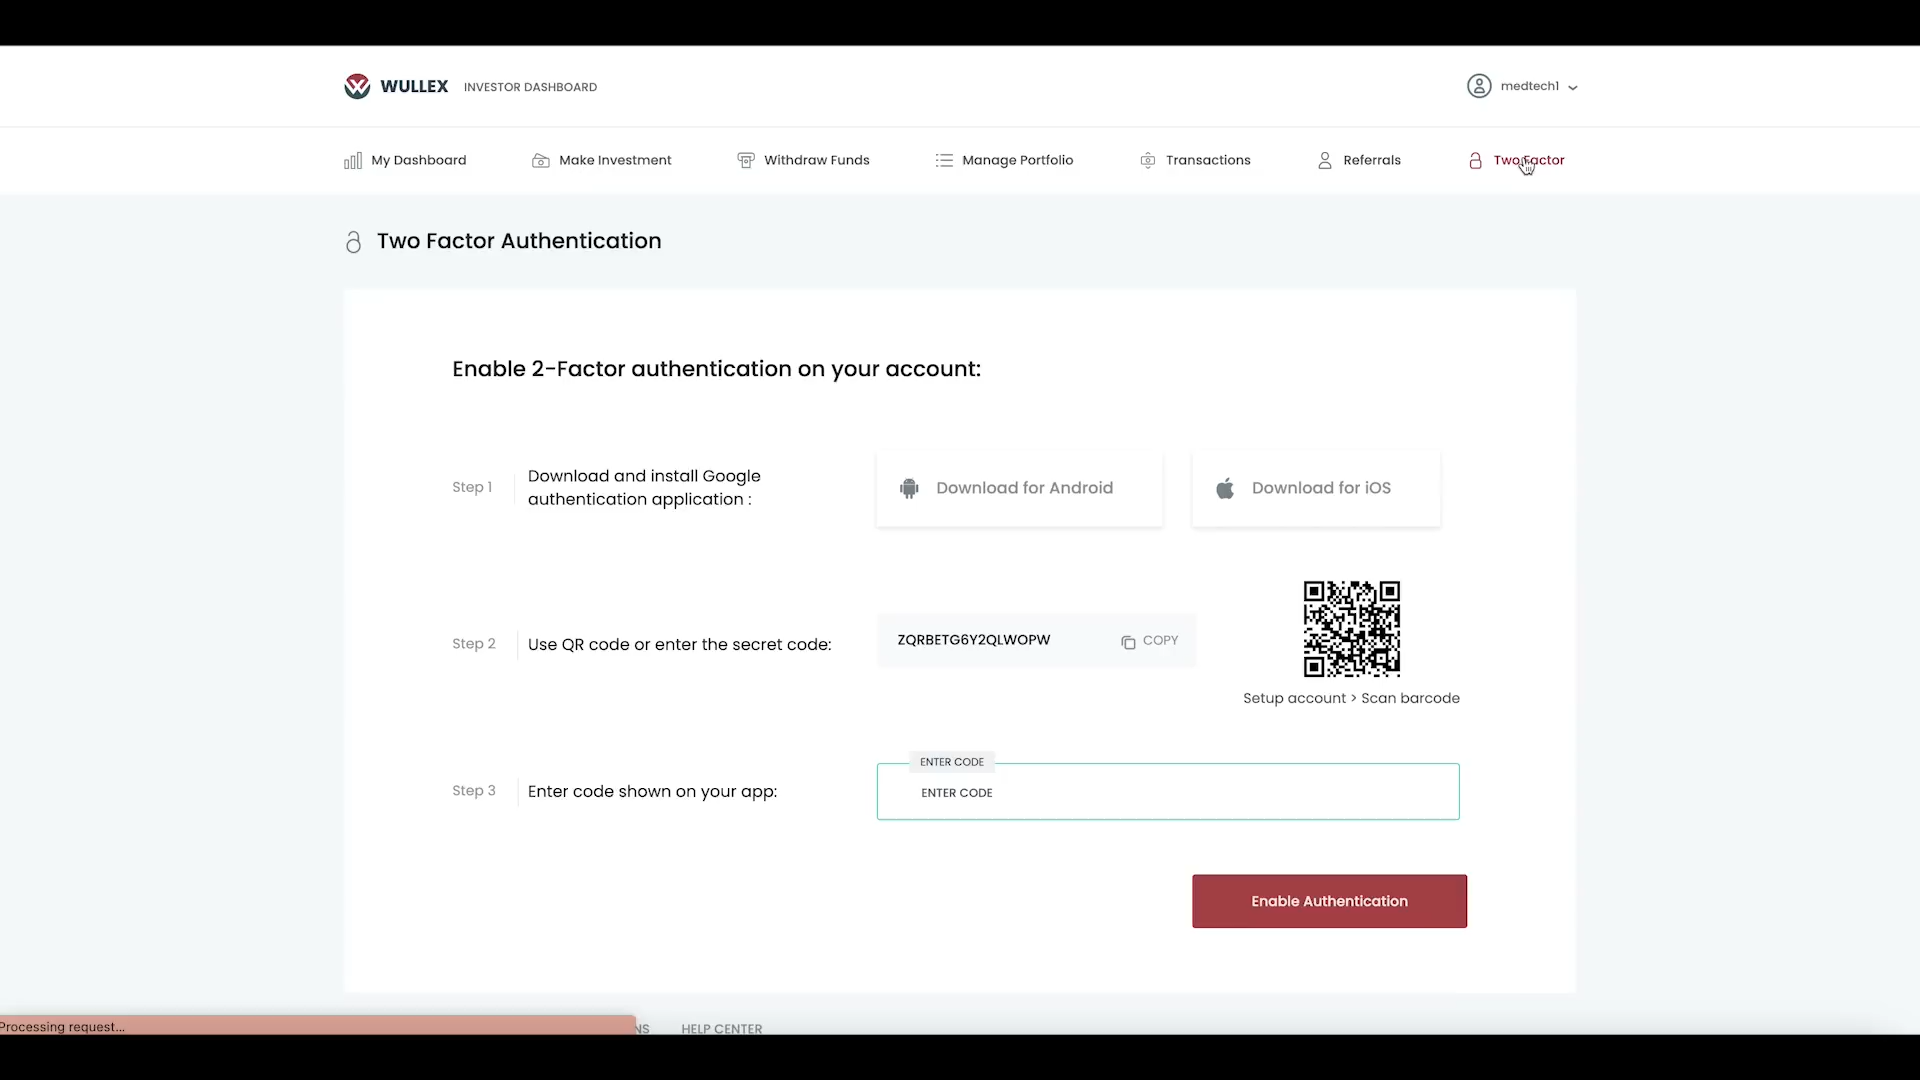 WULLEX INVESTOR DASHBOARD
medtech1
My Dashboard
Make Investment
Withdraw Funds
Manage Portfolio
Transactions
Referrals
Two Factor
Two Factor Authentication
Enable 2-Factor authentication on your account:
Step 1
Download and install Google
authentication application :
Download for Android
Download for iOS
Step 2
Use QR code or enter the secret code:
ZQRBETG6Y2QLWOPW
COPY
Setup account > Scan barcode
Step 3
Enter code shown on your app:
ENTER CODE
ENTER CODE
Enable Authentication
Processing request...
NS
HELP CENTER